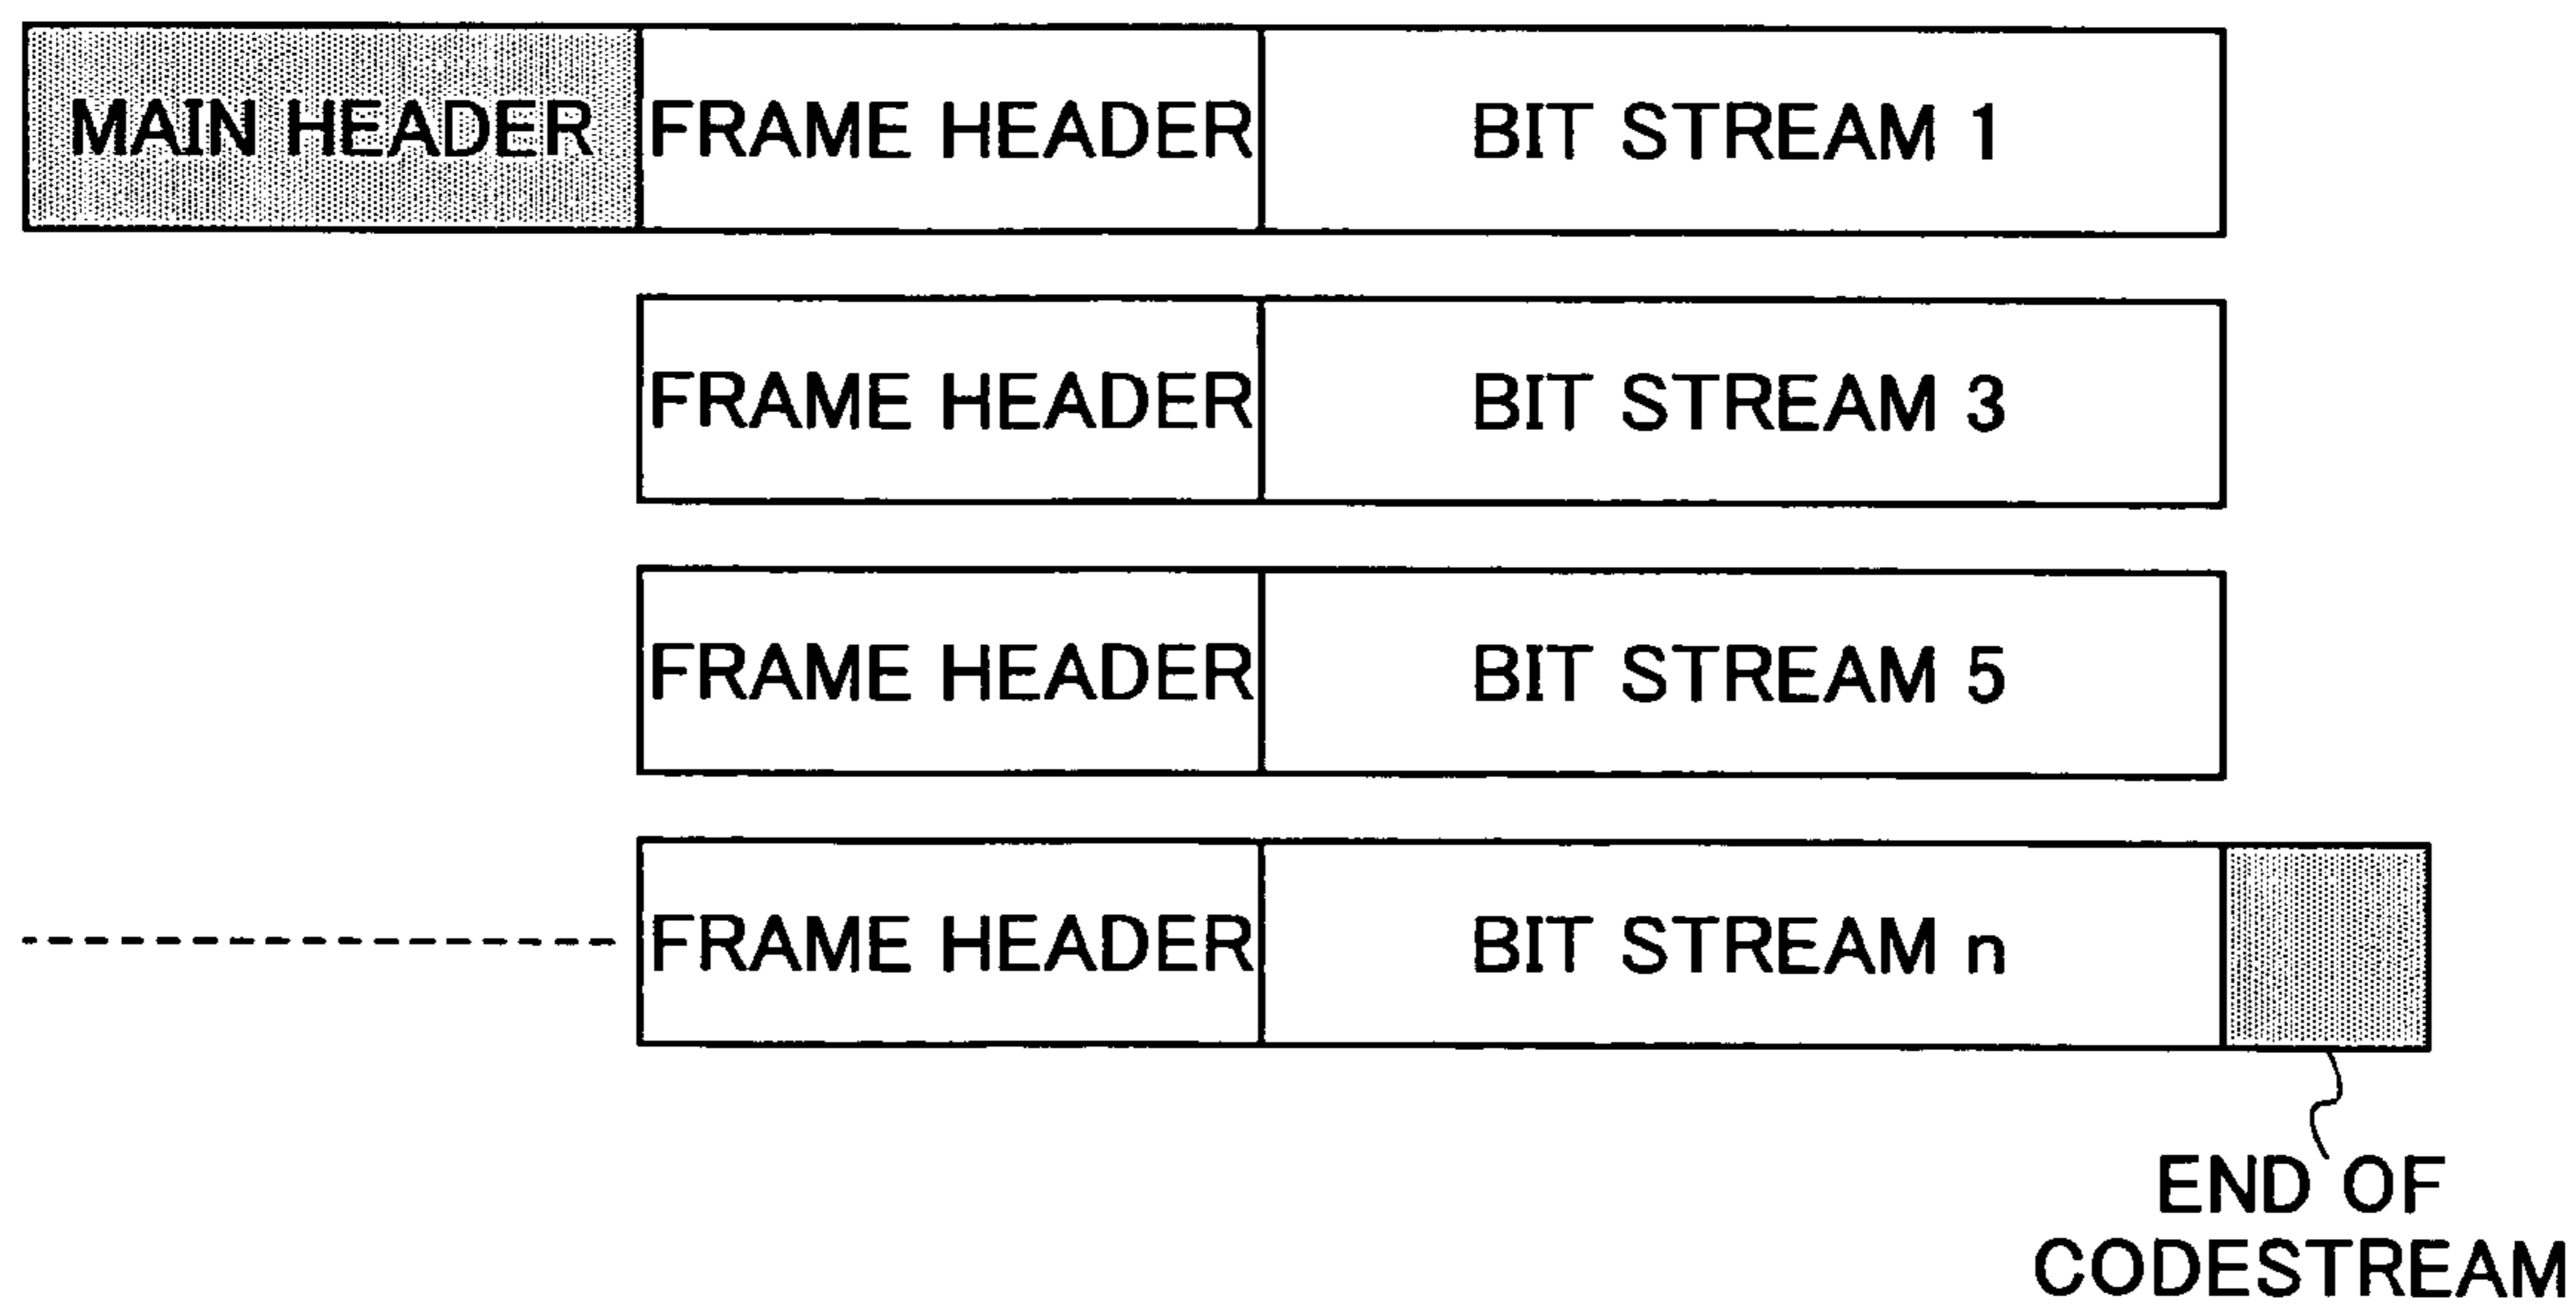 MAIN HEADER FRAME HEADER BIT STREAM 1
FRAME HEADER BIT STREAM 3
FRAME HEADER BIT STREAM 5
FRAME HEADER BIT STREAM n
END OF
CODESTREAM